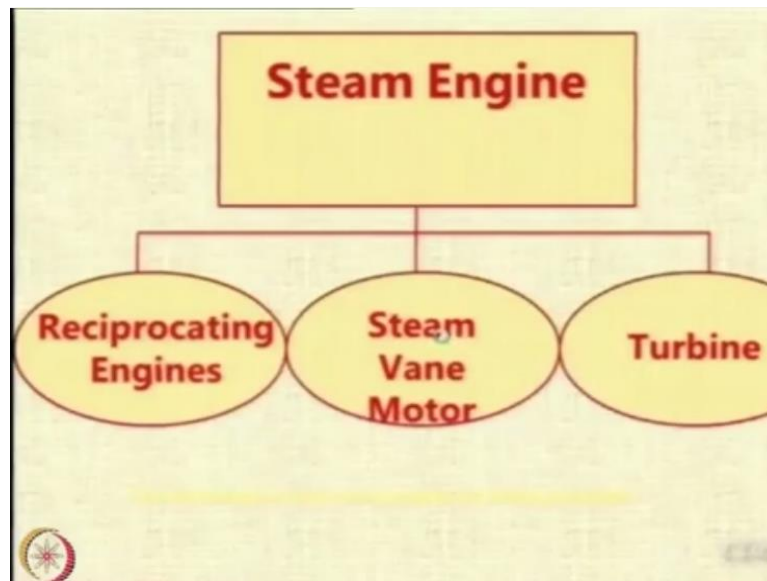 Steam Engine
Reciprocating
Engines
Steam
Vane
Motor
Turbine